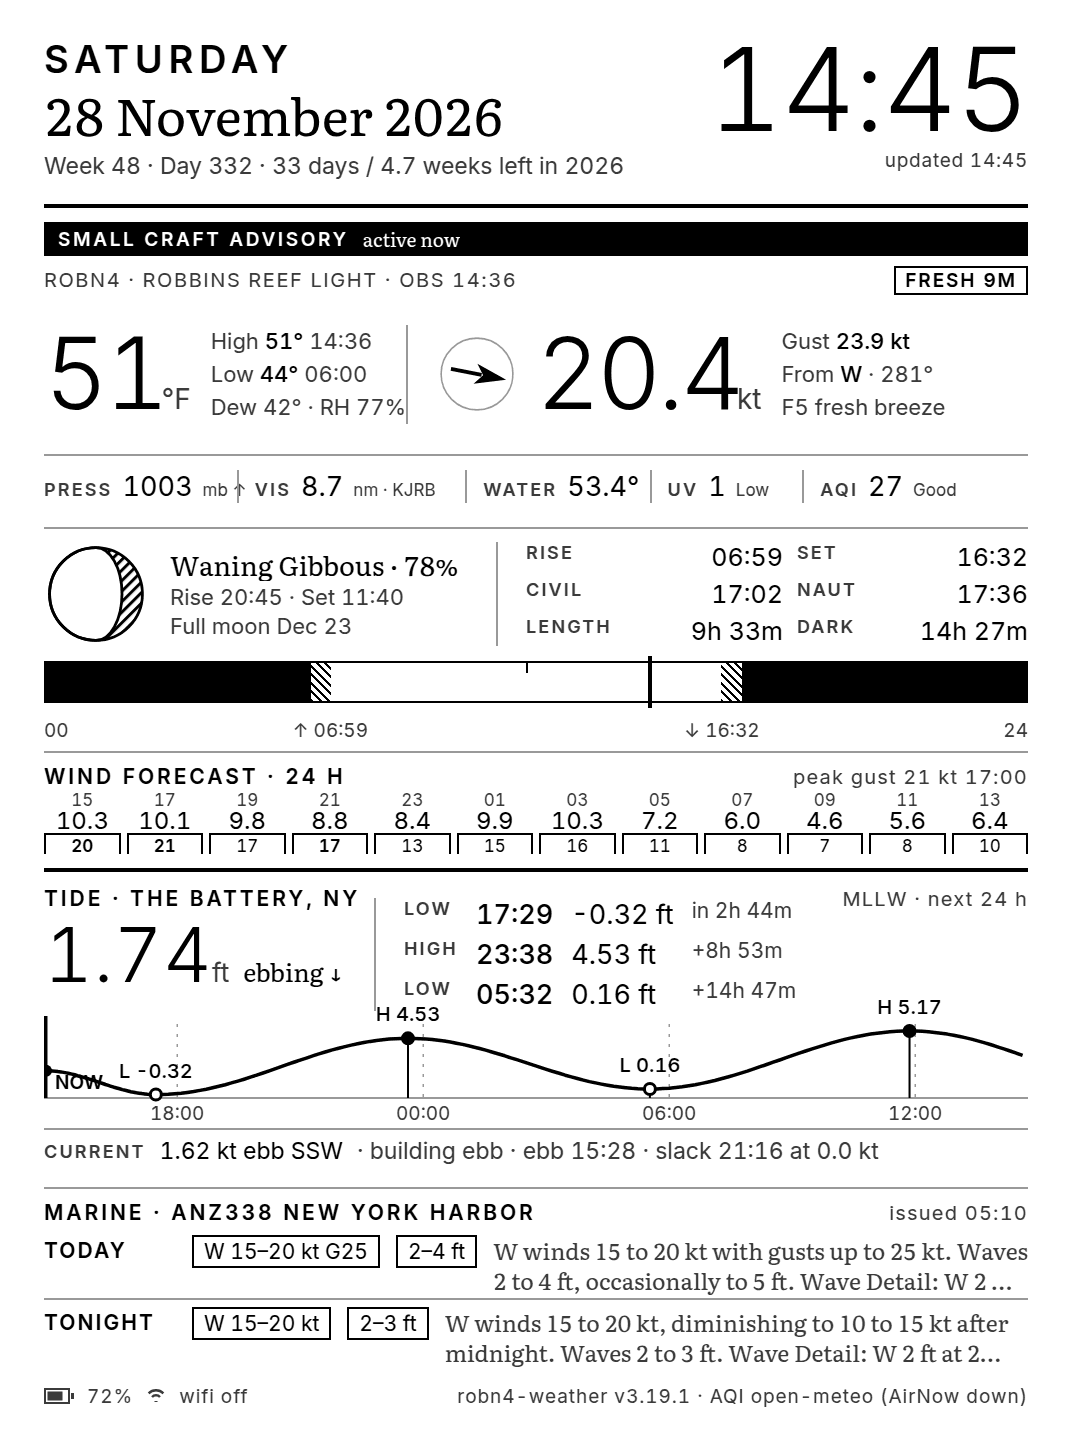 SATURDAY
28 November 2026
Week 48 · Day 332 · 33 days / 4.7 weeks left in 2026
14:45
updated 14:45
SMALL CRAFT ADVISORY active now
ROBN4 · ROBBINS REEF LIGHT · OBS 14:36
FRESH 9M
51°F
High 51° 14:36
Low 44° 06:00
Dew 42° · RH 77%
20.4kt
Gust 23.9 kt
From W · 281°
F5 fresh breeze
PRESS 1003 mb ↑ VIS 8.7 nm · KJRB WATER 53.4° UV 1 Low AQI 27 Good
Waning Gibbous · 78%
Rise 20:45 · Set 11:40
Full moon Dec 23
RISE 06:59 SET 16:32
CIVIL 17:02 NAUT 17:36
LENGTH 9h 33m DARK 14h 27m
00 ↑ 06:59 ↓ 16:32 24
WIND FORECAST · 24 H peak gust 21 kt 17:00
15 17 19 21 23 01 03 05 07 09 11 13
10.3 10.1 9.8 8.8 8.4 9.9 10.3 7.2 6.0 4.6 5.6 6.4
20 21 17 17 13 15 16 11 8 7 8 10
TIDE · THE BATTERY, NY
1.74ft ebbing ↓
LOW 17:29 -0.32 ft in 2h 44m
HIGH 23:38 4.53 ft +8h 53m
LOW 05:32 0.16 ft +14h 47m
MLLW · next 24 h
H 4.53 H 5.17
NOW L -0.32 L 0.16
18:00 00:00 06:00 12:00
CURRENT 1.62 kt ebb SSW · building ebb · ebb 15:28 · slack 21:16 at 0.0 kt
MARINE · ANZ338 NEW YORK HARBOR issued 05:10
TODAY W 15–20 kt G25 2–4 ft W winds 15 to 20 kt with gusts up to 25 kt. Waves
2 to 4 ft, occasionally to 5 ft. Wave Detail: W 2 …
TONIGHT W 15–20 kt 2–3 ft W winds 15 to 20 kt, diminishing to 10 to 15 kt after
midnight. Waves 2 to 3 ft. Wave Detail: W 2 ft at 2…
72% wifi off robn4-weather v3.19.1 · AQI open-meteo (AirNow down)